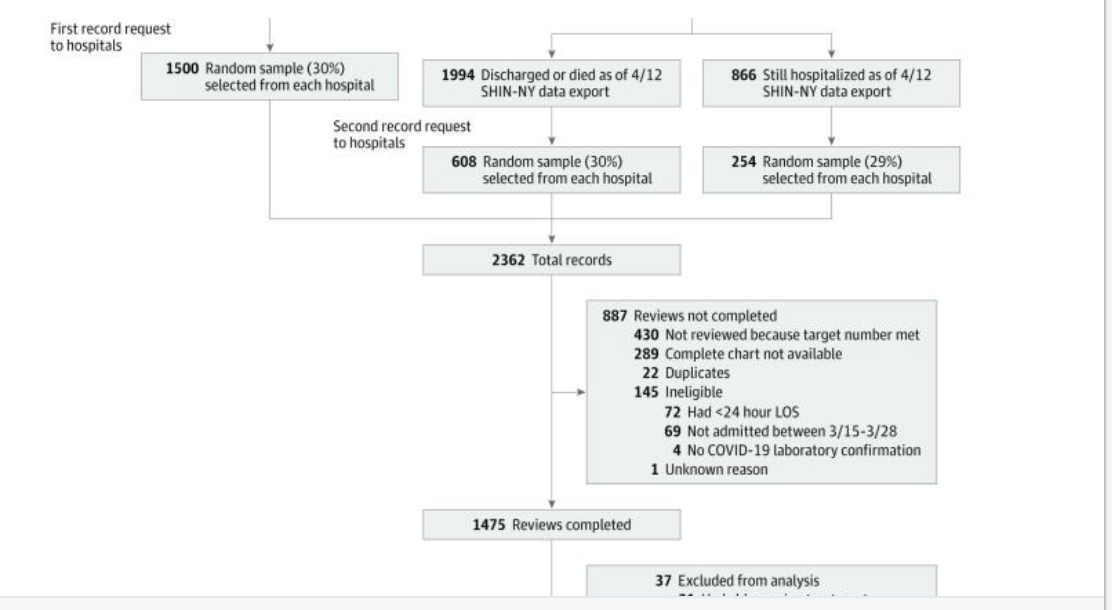 First record request
to hospitals
1500 Random sample (30%)
selected from each hospital
1994 Discharged or died as of 4/12
SHIN-NY data export
866 Still hospitalized as of 4/12
SHIN-NY data export
Second record request
to hospitals
608 Random sample (30%)
selected from each hospital
254 Random sample (29%)
selected from each hospital
2362 Total records
887 Reviews not completed
430 Not reviewed because target number met
289 Complete chart not available
22 Duplicates
145 Ineligible
72 Had <24 hour LOS
69 Not admitted between 3/15-3/28
4 No COVID-19 laboratory confirmation
1 Unknown reason
1475 Reviews completed
37 Excluded from analysis